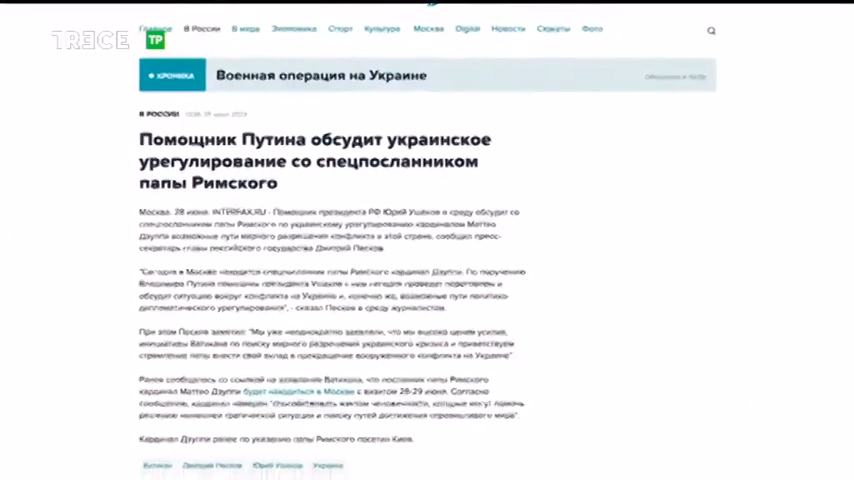 TRECE
TP
Главное В России В мире Экономика Спорт Культура Москва Digital Новости Сюжеты Фото
ХРОНИКА Военная операция на Украине
В РОССИИ
Помощник Путина обсудит украинское
урегулирование со спецпосланником
папы Римского
Москва. 28 июня. INTERFAX.RU - Помощник президента РФ Юрий Ушаков в среду обсудит со
спецпосланником папы Римского по украинскому урегулированию кардиналом Маттео
Дзуппи возможные пути мирного разрешения конфликта в этой стране, сообщил пресс-
секретарь главы российского государства Дмитрий Песков.
"Сегодня в Москве находится спецпосланник папы Римского кардинал Дзуппи. По поручению
Владимира Путина помощник президента Ушаков с ним сегодня проведет переговоры и
обсудит ситуацию вокруг конфликта на Украине и, конечно же, возможные пути политико-
дипломатического урегулирования", - сказал Песков в среду журналистам.
При этом Песков заметил: "Мы уже неоднократно заявляли, что мы высоко ценим усилия,
инициативы Ватикана по поиску мирного разрешения украинского кризиса и приветствуем
стремление папы внести свой вклад в прекращение вооруженного конфликта на Украине".
Ранее сообщалось со ссылкой на заявление Ватикана, что посланник папы Римского
кардинал Маттео Дзуппи будет находиться в Москве с визитом 28-29 июня. Согласно
сообщению, кардинал намерен "способствовать жестам человечности, которые могут помочь
решению нынешней трагической ситуации и поиску путей достижения справедливого мира".
Кардинал Дзуппи ранее по указанию папы Римского посетил Киев.
Ватикан Дмитрий Песков Юрий Ушаков Украина